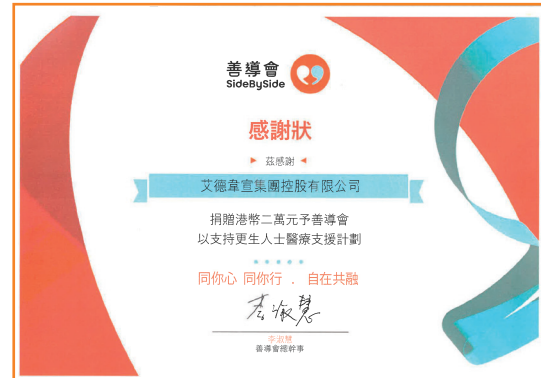 善導會
SideBySide
感謝狀
茲感謝
艾德韋宣集團控股有限公司
捐贈港幣二萬元予善導會
以支持更生人士醫療支援計劃
同你心 同你行 . 自在共融
李淑慧
李淑慧
善導會總幹事